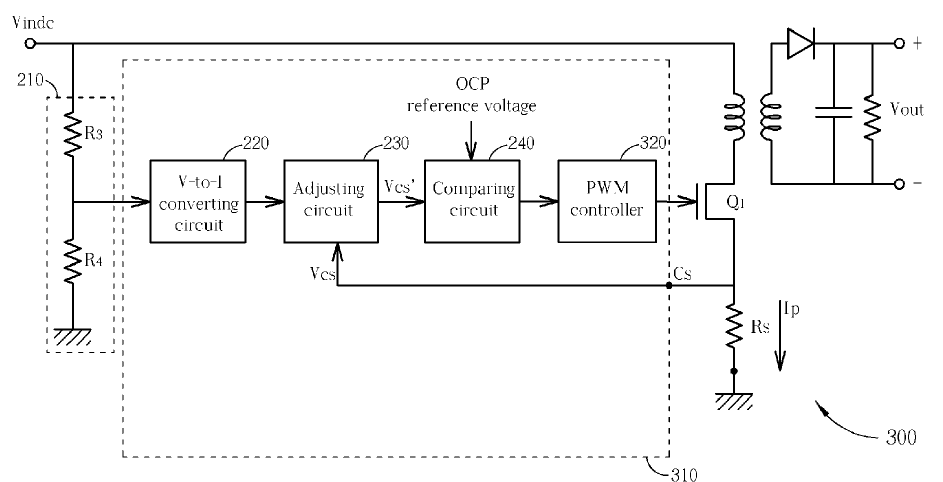 Vindc
210
R3
R4
OCP
reference voltage
220
V-to-I
converting
circuit
230
Adjusting
circuit
Vcs'
240
Comparing
circuit
320
PWM
controller
Q1
+
Vout
-
Vcs
Cs
Rs
Ip
300
310